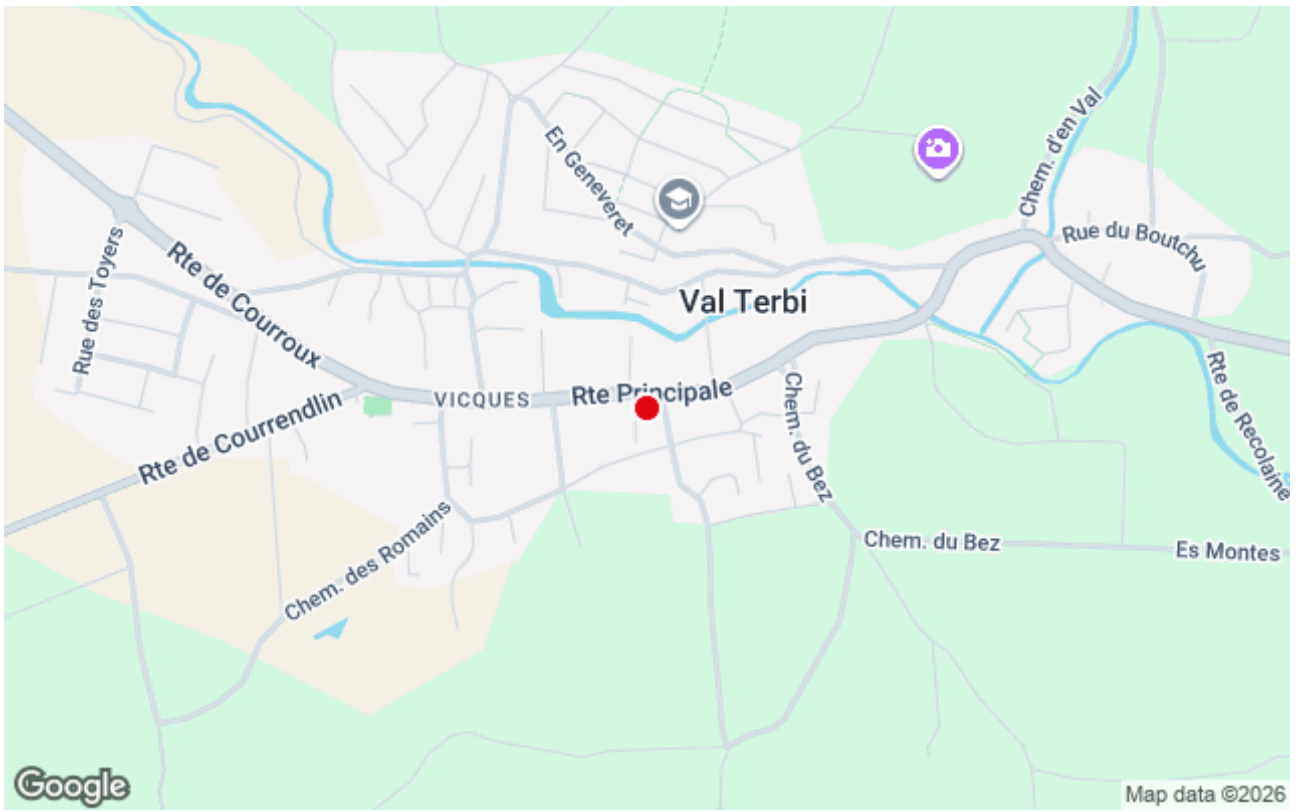 Chem. d'en Val
En Geneveret
Rue du Boutchu
Rue des Toyers
Rte de Courroux
Val Terbi
Rte Principale
VICQUES
Rte de Courrendlin
Chem. du Bez
Rte de Recolaine
Chem. des Romains
Chem. du Bez
Es Montes
Google
Map data ©2026